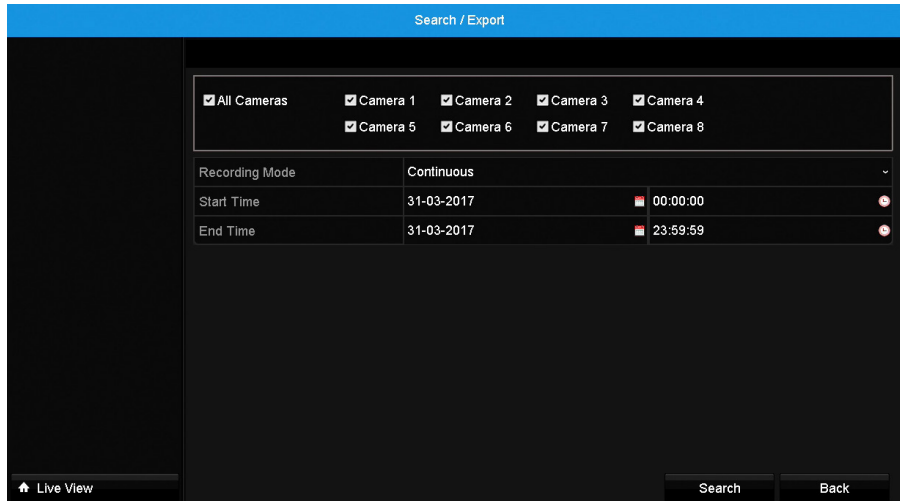 Search / Export
All Cameras Camera 1 Camera 2 Camera 3 Camera 4
Camera 5 Camera 6 Camera 7 Camera 8
Recording Mode Continuous
Start Time 31-03-2017 00:00:00
End Time 31-03-2017 23:59:59
Live View Search Back